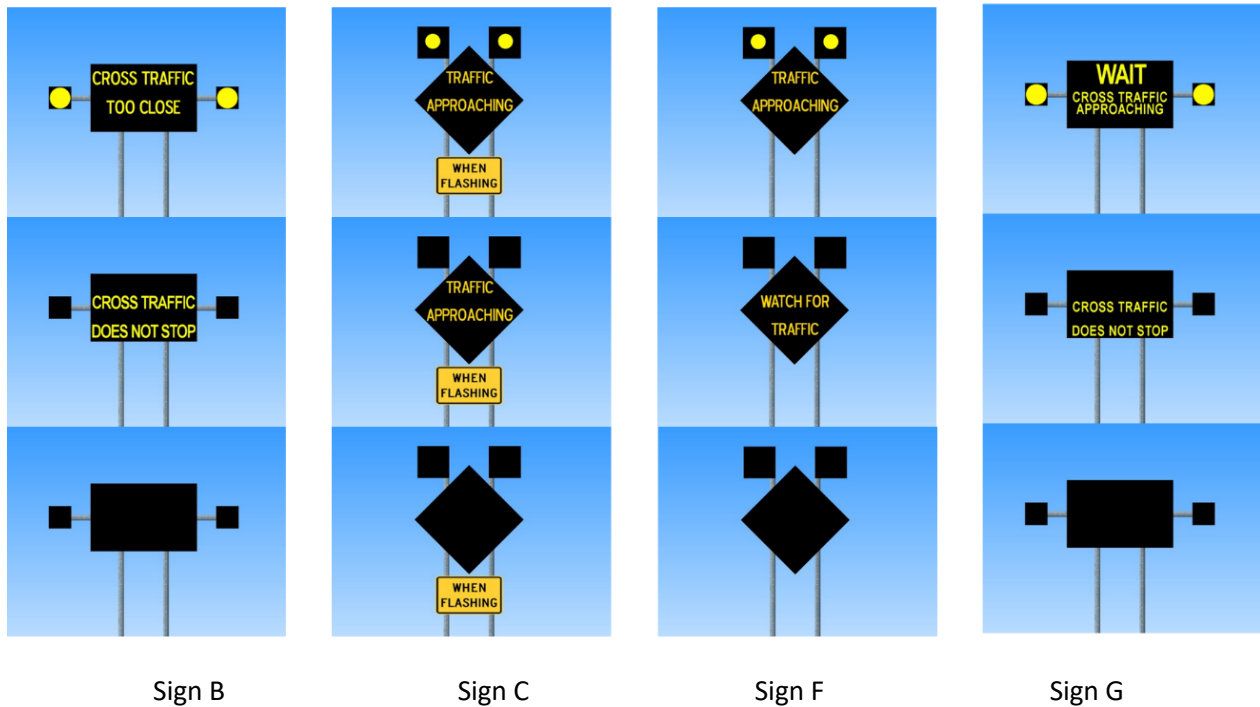 CROSS TRAFFIC
TOO CLOSE
TRAFFIC
APPROACHING
WHEN
FLASHING
TRAFFIC
APPROACHING
WAIT
CROSS TRAFFIC
APPROACHING
CROSS TRAFFIC
DOES NOT STOP
TRAFFIC
APPROACHING
WHEN
FLASHING
WATCH FOR
TRAFFIC
CROSS TRAFFIC
DOES NOT STOP
WHEN
FLASHING
Sign B
Sign C
Sign F
Sign G